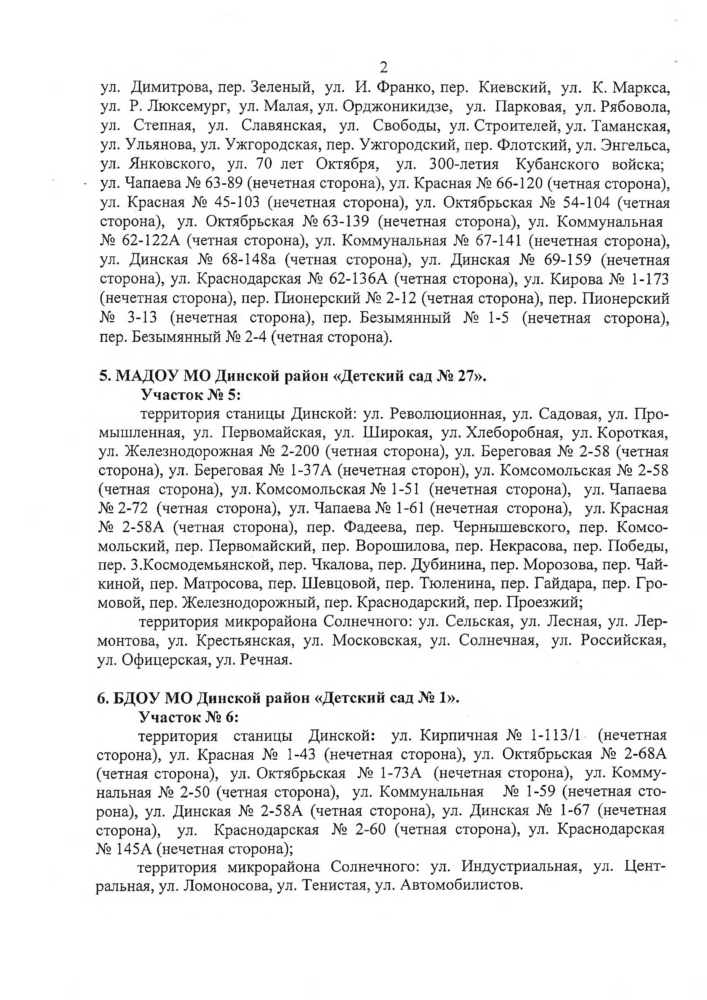 2
ул. Димитрова, пер. Зеленый, ул. И. Франко, пер. Киевский, ул. К. Маркса,
ул. Р. Люксемург, ул. Малая, ул. Орджоникидзе, ул. Парковая, ул. Рябовола,
ул. Степная, ул. Славянская, ул. Свободы, ул. Строителей, ул. Таманская,
ул. Ульянова, ул. Ужгородская, пер. Ужгородский, пер. Флотский, ул. Энгельса,
ул. Янковского, ул. 70 лет Октября, ул. 300-летия Кубанского войска;
ул. Чапаева № 63-89 (нечетная сторона), ул. Красная № 66-120 (четная сторона),
ул. Красная № 45-103 (нечетная сторона), ул. Октябрьская № 54-104 (четная
сторона), ул. Октябрьская № 63-139 (нечетная сторона), ул. Коммунальная
№ 62-122А (четная сторона), ул. Коммунальная № 67-141 (нечетная сторона),
ул. Динская № 68-148а (четная сторона), ул. Динская № 69-159 (нечетная
сторона), ул. Краснодарская № 62-136А (четная сторона), ул. Кирова № 1-173
(нечетная сторона), пер. Пионерский № 2-12 (четная сторона), пер. Пионерский
№ 3-13 (нечетная сторона), пер. Безымянный № 1-5 (нечетная сторона),
пер. Безымянный № 2-4 (четная сторона).
5. МАДОУ МО Динской район «Детский сад № 27».
Участок № 5:
территория станицы Динской: ул. Революционная, ул. Садовая, ул. Про-
мышленная, ул. Первомайская, ул. Широкая, ул. Хлеборобная, ул. Короткая,
ул. Железнодорожная № 2-200 (четная сторона), ул. Береговая № 2-58 (четная
сторона), ул. Береговая № 1-37А (нечетная сторон), ул. Комсомольская № 2-58
(четная сторона), ул. Комсомольская № 1-51 (нечетная сторона), ул. Чапаева
№ 2-72 (четная сторона), ул. Чапаева № 1-61 (нечетная сторона), ул. Красная
№ 2-58А (четная сторона), пер. Фадеева, пер. Чернышевского, пер. Комсо-
мольский, пер. Первомайский, пер. Ворошилова, пер. Некрасова, пер. Победы,
пер. З.Космодемьянской, пер. Чкалова, пер. Дубинина, пер. Морозова, пер. Чай-
киной, пер. Матросова, пер. Шевцовой, пер. Тюленина, пер. Гайдара, пер. Гро-
мовой, пер. Железнодорожный, пер. Краснодарский, пер. Проезжий;
территория микрорайона Солнечного: ул. Сельская, ул. Лесная, ул. Лер-
монтова, ул. Крестьянская, ул. Московская, ул. Солнечная, ул. Российская,
ул. Офицерская, ул. Речная.
6. БДОУ МО Динской район «Детский сад № 1».
Участок № 6:
территория станицы Динской: ул. Кирпичная № 1-113/1 (нечетная
сторона), ул. Красная № 1-43 (нечетная сторона), ул. Октябрьская № 2-68А
(четная сторона), ул. Октябрьская № 1-73А (нечетная сторона), ул. Комму-
нальная № 2-50 (четная сторона), ул. Коммунальная № 1-59 (нечетная сто-
рона), ул. Динская № 2-58А (четная сторона), ул. Динская № 1-67 (нечетная
сторона), ул. Краснодарская № 2-60 (четная сторона), ул. Краснодарская
№ 145А (нечетная сторона);
территория микрорайона Солнечного: ул. Индустриальная, ул. Цент-
ральная, ул. Ломоносова, ул. Тенистая, ул. Автомобилистов.